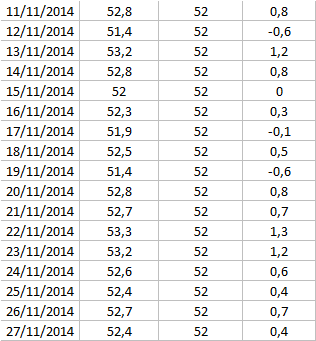 11/11/2014 52,8 52 0,8
12/11/2014 51,4 52 -0,6
13/11/2014 53,2 52 1,2
14/11/2014 52,8 52 0,8
15/11/2014 52 52 0
16/11/2014 52,3 52 0,3
17/11/2014 51,9 52 -0,1
18/11/2014 52,5 52 0,5
19/11/2014 51,4 52 -0,6
20/11/2014 52,8 52 0,8
21/11/2014 52,7 52 0,7
22/11/2014 53,3 52 1,3
23/11/2014 53,2 52 1,2
24/11/2014 52,6 52 0,6
25/11/2014 52,4 52 0,4
26/11/2014 52,7 52 0,7
27/11/2014 52,4 52 0,4